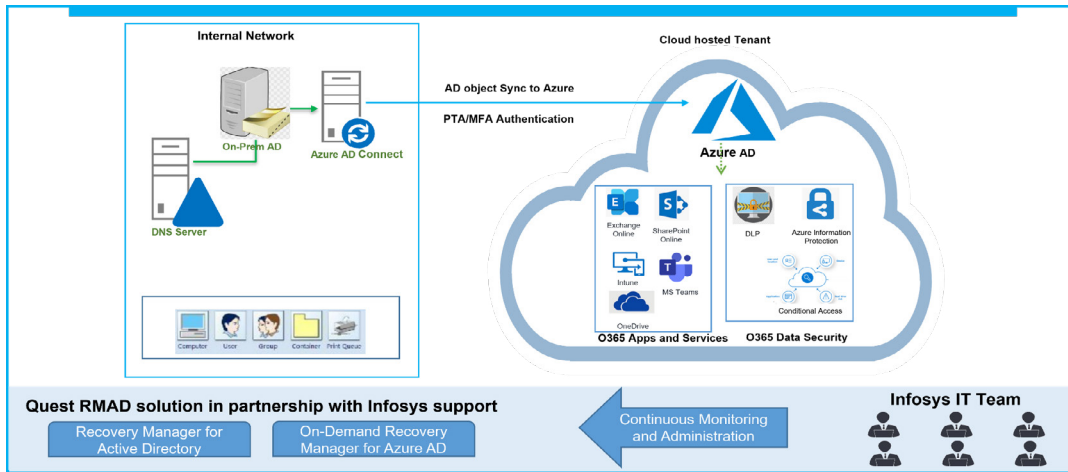 Internal Network
On-Prem AD
Azure AD Connect
DNS Server
Computer
User
Group
Container
Print Queue
AD object Sync to Azure
PTA/MFA Authentication
Cloud hosted Tenant
Azure AD
Exchange
Online
SharePoint
Online
Intune
MS Teams
OneDrive
O365 Apps and Services
DLP
Azure Information
Protection
Conditional Access
O365 Data Security
Quest RMAD solution in partnership with Infosys support
Recovery Manager for
Active Directory
On-Demand Recovery
Manager for Azure AD
Continuous Monitoring
and Administration
Infosys IT Team